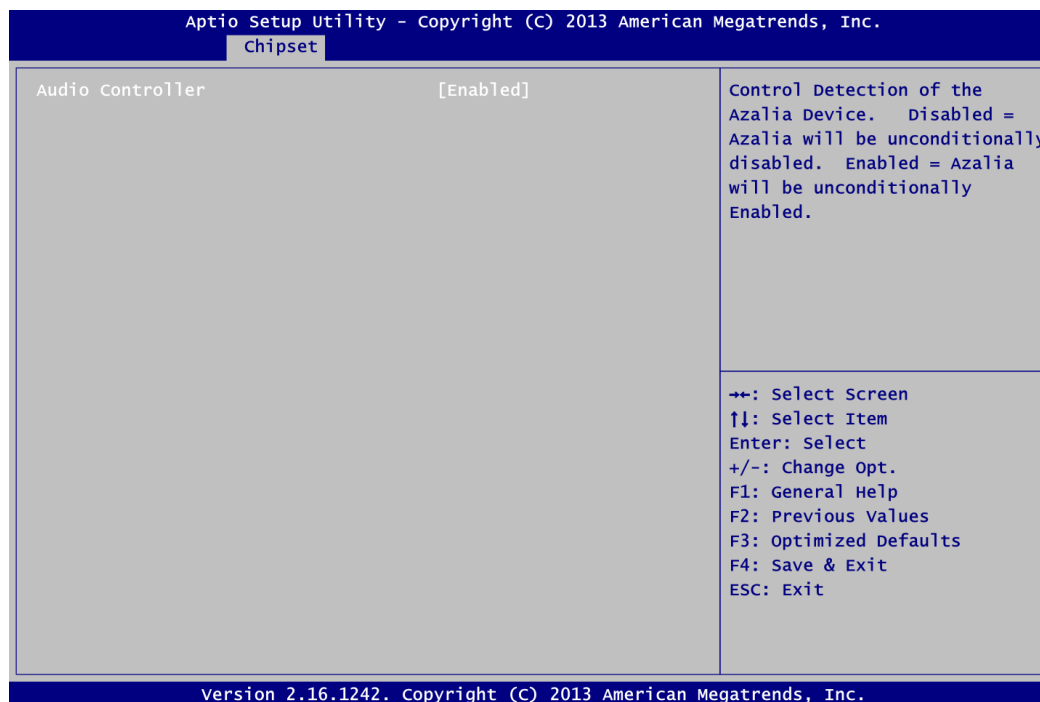 Aptio Setup Utility – Copyright (C) 2013 American Megatrends, Inc.
Chipset
Audio Controller [Enabled]
Control Detection of the
Azalia Device. Disabled =
Azalia will be unconditionally
disabled. Enabled = Azalia
will be unconditionally
Enabled.
→←: Select Screen
↑↓: Select Item
Enter: Select
+/-: Change Opt.
F1: General Help
F2: Previous Values
F3: Optimized Defaults
F4: Save & Exit
ESC: Exit
Version 2.16.1242. Copyright (C) 2013 American Megatrends, Inc.